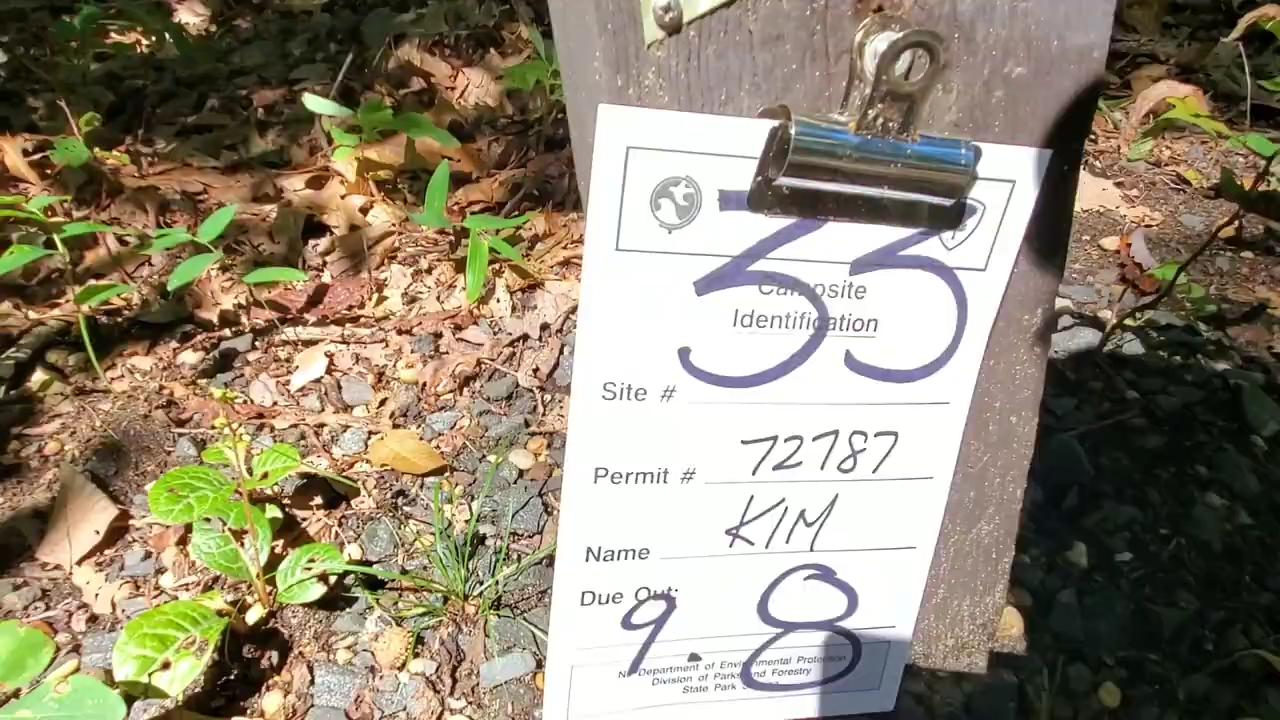 33
Campsite
Identification
Site #
Permit # 72787
Name KIM
Due Out:
9.8
Department of Environmental Protection
Division of Parks and Forestry
State Park Service